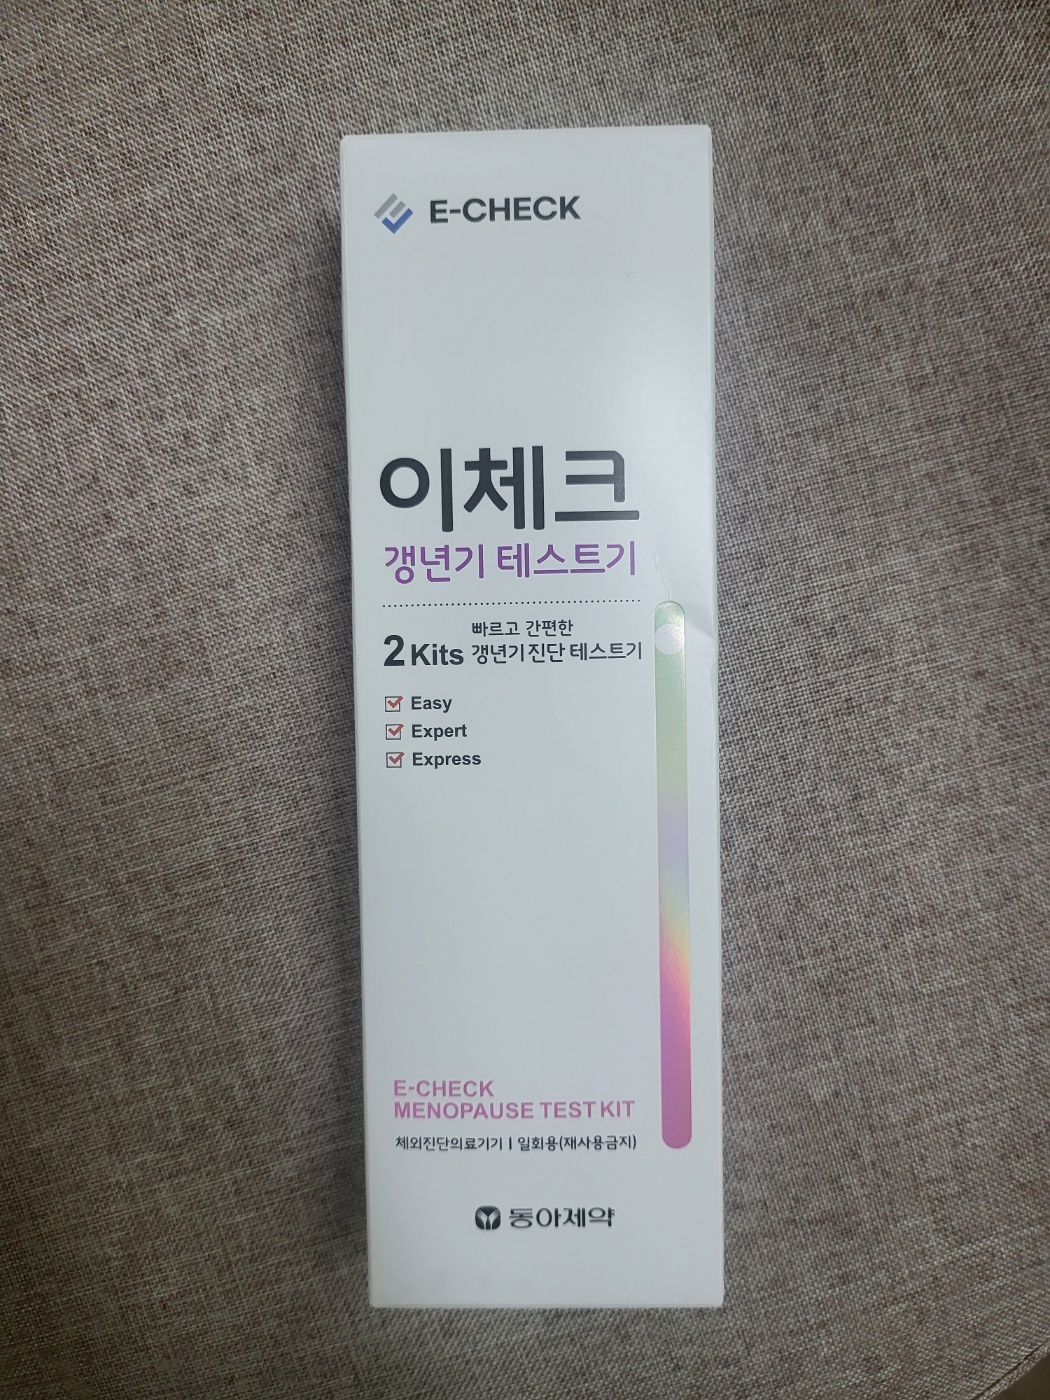 E-CHECK
이체크
갱년기 테스트기
2 Kits 빠르고 간편한
갱년기진단 테스트기
Easy
Expert
Express
E-CHECK
MENOPAUSE TEST KIT
체외진단의료기기 | 일회용(재사용금지)
동아제약